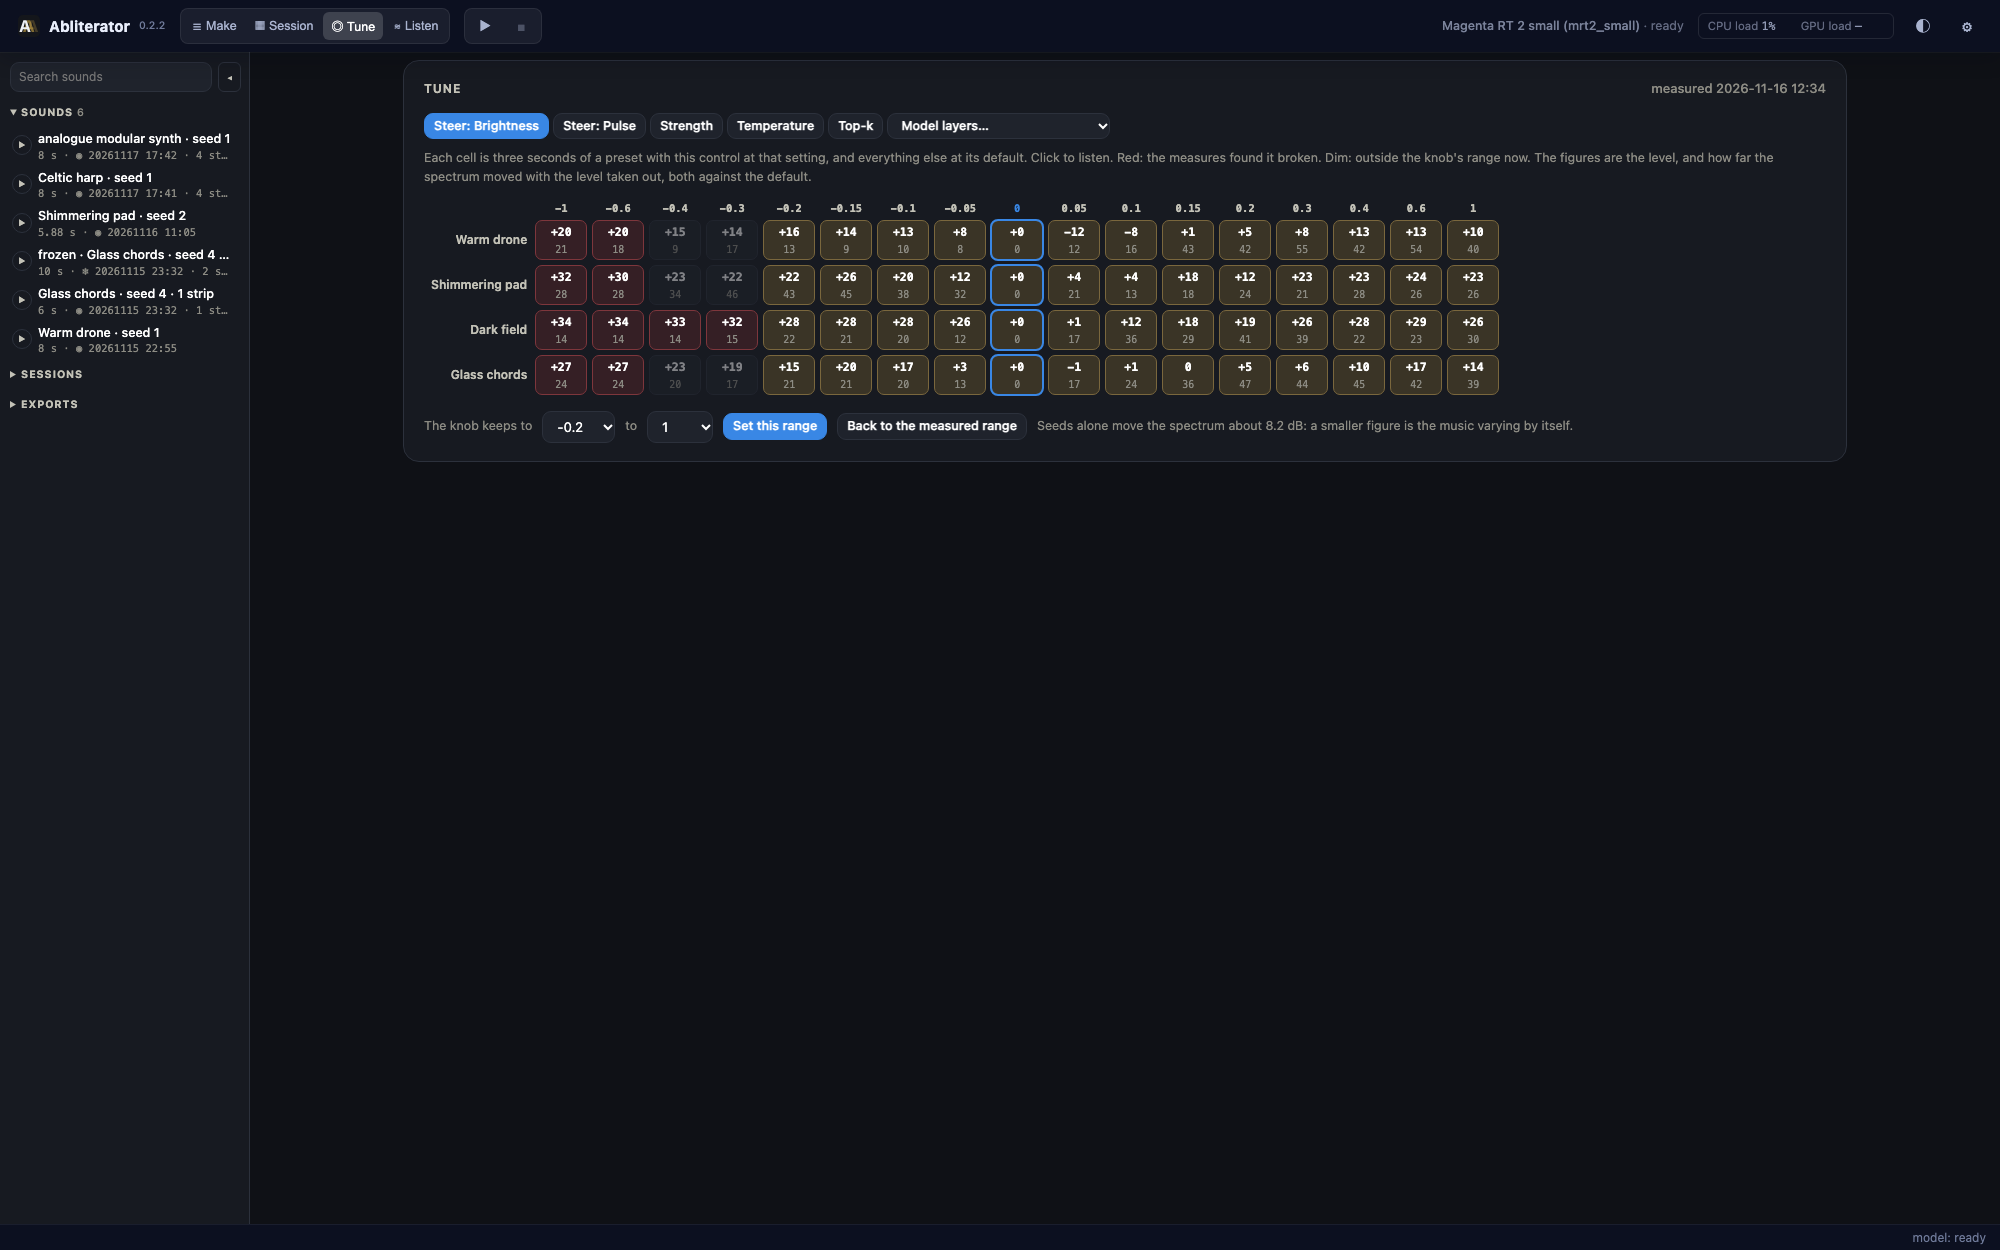 Abliterator 0.2.2 Make Session Tune Listen Magenta RT 2 small (mrt2_small) · ready CPU load 1% GPU load –
Search sounds
SOUNDS 6
analogue modular synth · seed 1
8 s · ● 20261117 17:42 · 4 st…
Celtic harp · seed 1
8 s · ● 20261117 17:41 · 4 st…
Shimmering pad · seed 2
5.88 s · ● 20261116 11:05
frozen · Glass chords · seed 4 …
10 s · ❄ 20261115 23:32 · 2 s…
Glass chords · seed 4 · 1 strip
6 s · ● 20261115 23:32 · 1 st…
Warm drone · seed 1
8 s · ● 20261115 22:55
SESSIONS
EXPORTS
TUNE measured 2026-11-16 12:34
Steer: Brightness Steer: Pulse Strength Temperature Top-k Model layers...
Each cell is three seconds of a preset with this control at that setting, and everything else at its default. Click to listen. Red: the measures found it broken. Dim: outside the knob's range now. The figures are the level, and how far the
spectrum moved with the level taken out, both against the default.
−1 −0.6 −0.4 −0.3 −0.2 −0.15 −0.1 −0.05 0 0.05 0.1 0.15 0.2 0.3 0.4 0.6 1
Warm drone +20 +20 +15 +14 +16 +14 +13 +8 +0 −12 −8 +1 +5 +8 +13 +13 +10
21 18 9 17 13 9 10 8 0 12 16 43 42 55 42 54 40
Shimmering pad +32 +30 +23 +22 +22 +26 +20 +12 +0 +4 +4 +18 +12 +23 +23 +24 +23
28 28 34 46 43 45 38 32 0 21 13 18 24 21 28 26 26
Dark field +34 +34 +33 +32 +28 +28 +28 +26 +0 +1 +12 +18 +19 +26 +28 +29 +26
14 14 14 15 22 21 20 12 0 17 36 29 41 39 22 23 30
Glass chords +27 +27 +23 +19 +15 +20 +17 +3 +0 −1 +1 0 +5 +6 +10 +17 +14
24 24 20 17 21 21 20 13 0 17 24 36 47 44 45 42 39
The knob keeps to -0.2 to 1 Set this range Back to the measured range Seeds alone move the spectrum about 8.2 dB: a smaller figure is the music varying by itself.
model: ready